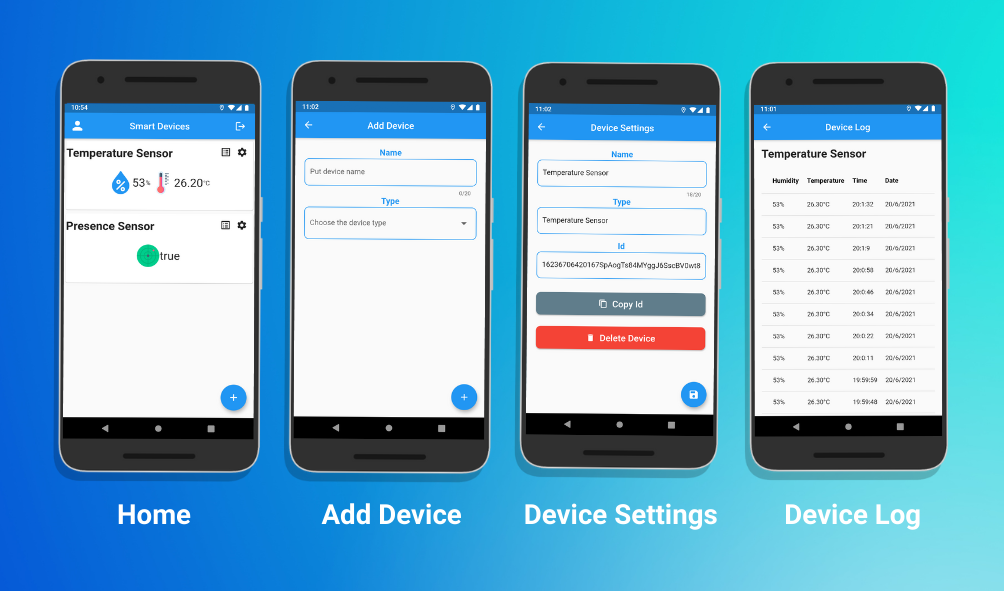 10:54
Smart Devices
Temperature Sensor
53% 26.20°C
Presence Sensor
true
Home
11:02
Add Device
Name
Put device name
0/20
Type
Choose the device type
Add Device
11:02
Device Settings
Name
Temperature Sensor
18/20
Type
Temperature Sensor
Id
16236706420167SpAogTs84MYggJ6SscBV0wt8
Copy Id
Delete Device
Device Settings
11:01
Device Log
Temperature Sensor
Humidity Temperature Time Date
53% 26.30°C 20:1:32 20/6/2021
53% 26.30°C 20:1:21 20/6/2021
53% 26.30°C 20:1:9 20/6/2021
53% 26.30°C 20:0:58 20/6/2021
53% 26.30°C 20:0:46 20/6/2021
53% 26.30°C 20:0:34 20/6/2021
53% 26.30°C 20:0:22 20/6/2021
53% 26.30°C 20:0:11 20/6/2021
53% 26.30°C 19:59:59 20/6/2021
53% 26.30°C 19:59:48 20/6/2021
Device Log